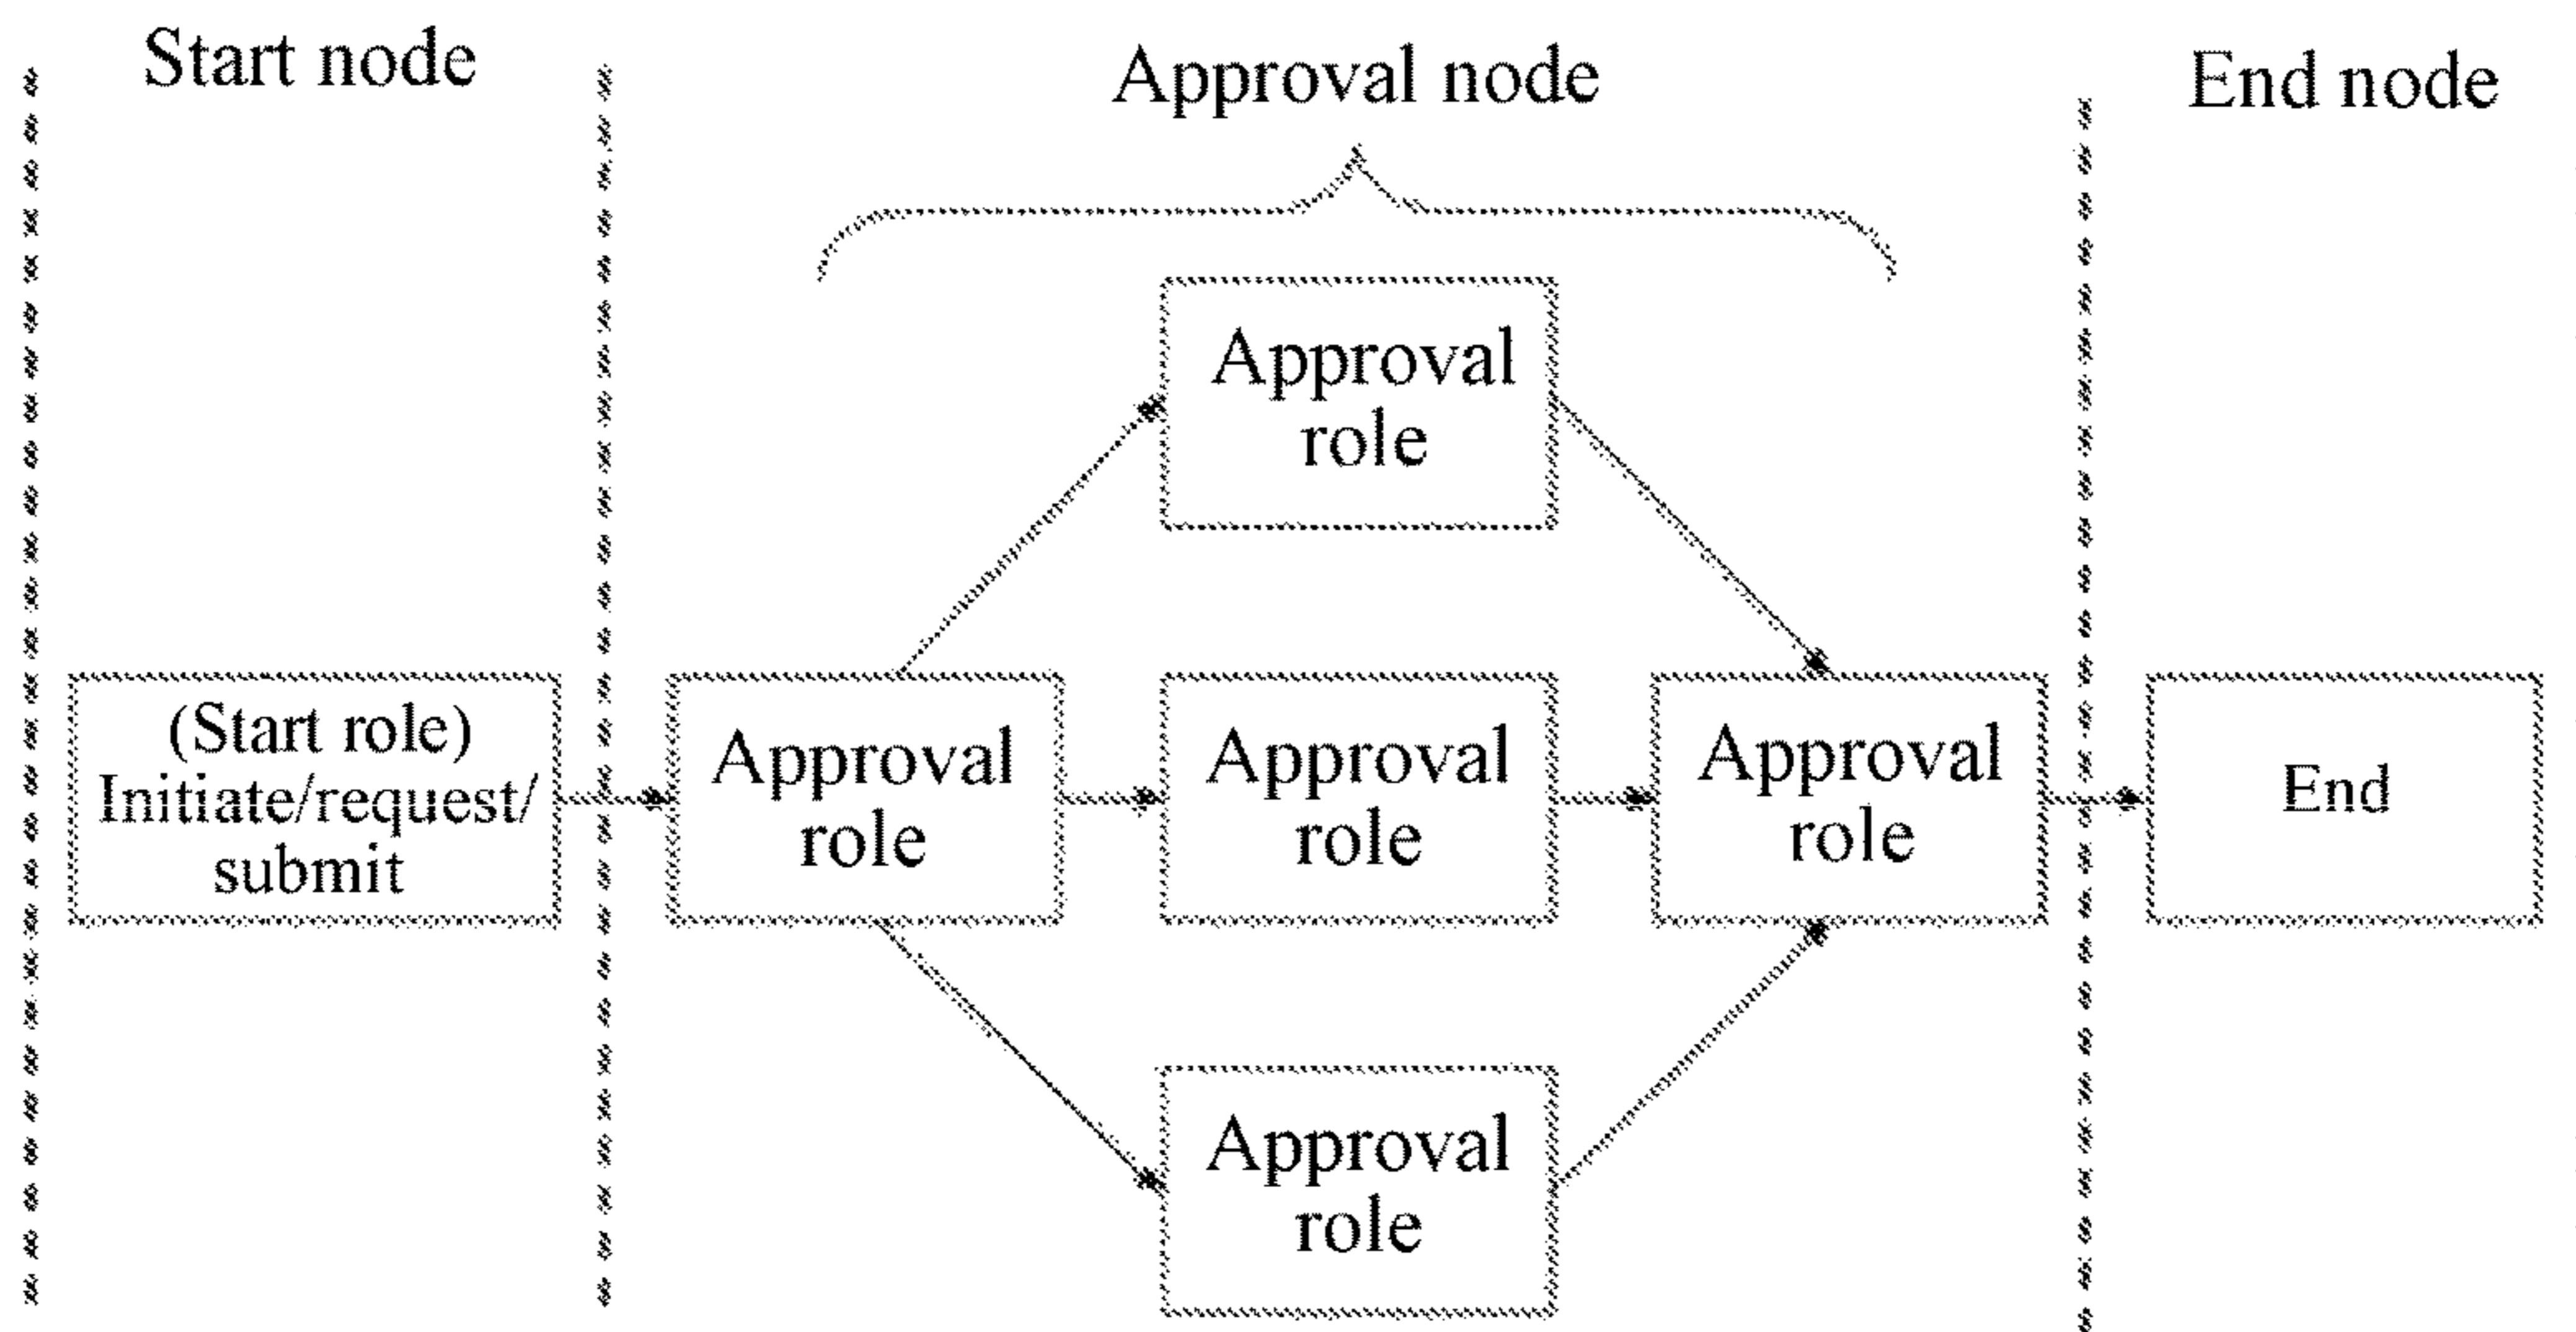 Start node
Approval node
End node
Approval
role
(Start role)
Initiate/request/
submit
Approval
role
Approval
role
Approval
role
End
Approval
role